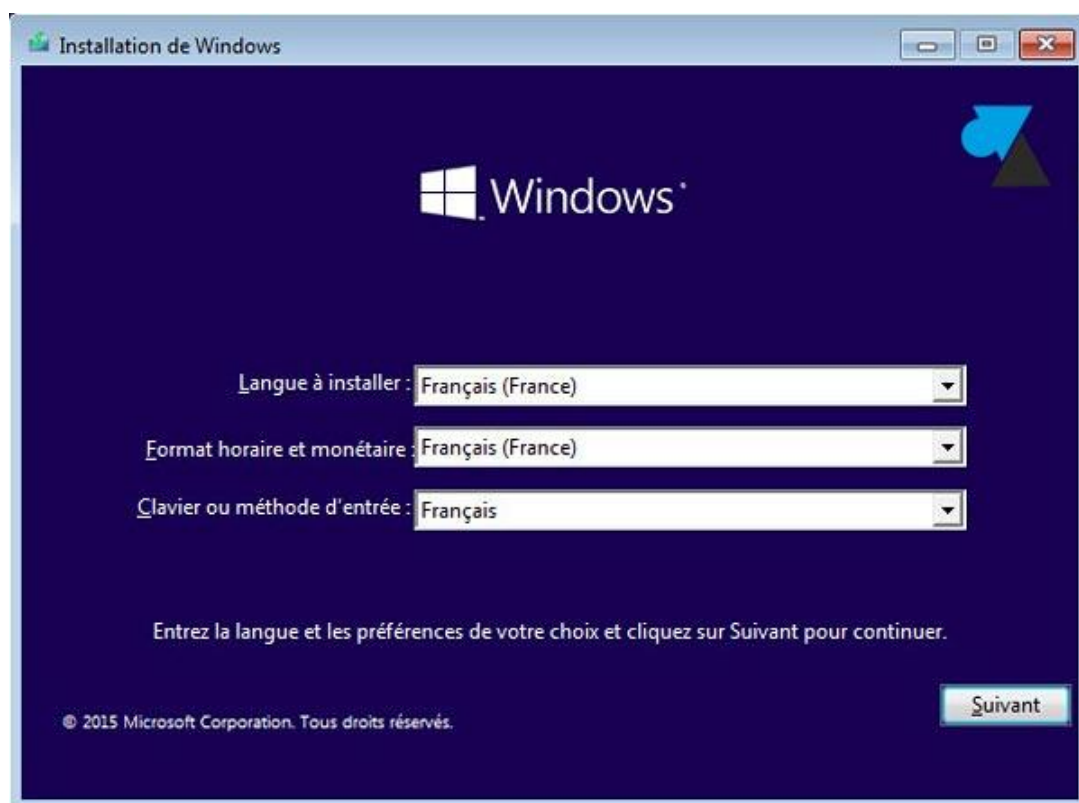 Installation de Windows
Windows
Langue à installer : Français (France)
Format horaire et monétaire : Français (France)
Clavier ou méthode d'entrée : Français
Entrez la langue et les préférences de votre choix et cliquez sur Suivant pour continuer.
Suivant
© 2015 Microsoft Corporation. Tous droits réservés.